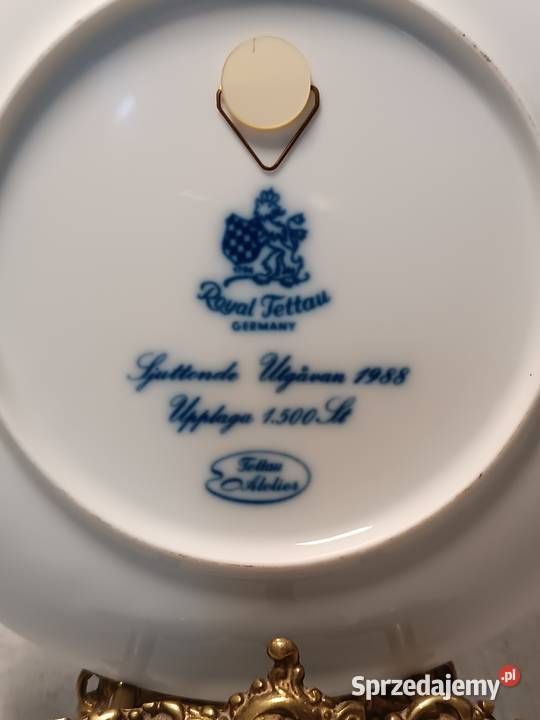 Royal Tettau
GERMANY
Sjuttonde Utgåvan 1988
Upplaga 1.500 St
Tettau
Atelier
Sprzedajemy.pl